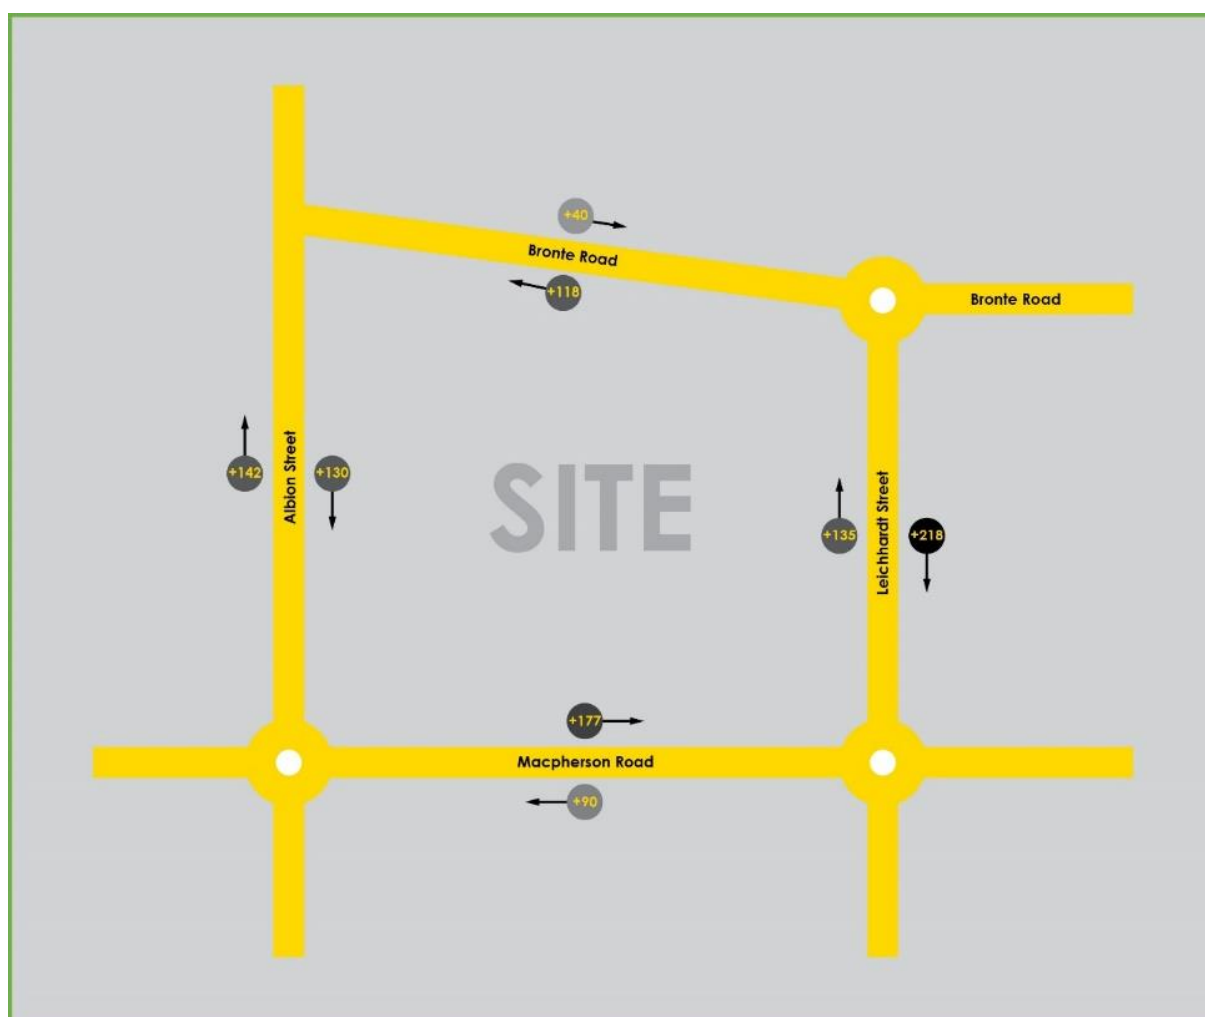 +40
Bronte Road
+118
Bronte Road
+142
Albion Street
+130
SITE
+135
Leichhardt Street
+218
+177
Macpherson Road
+90